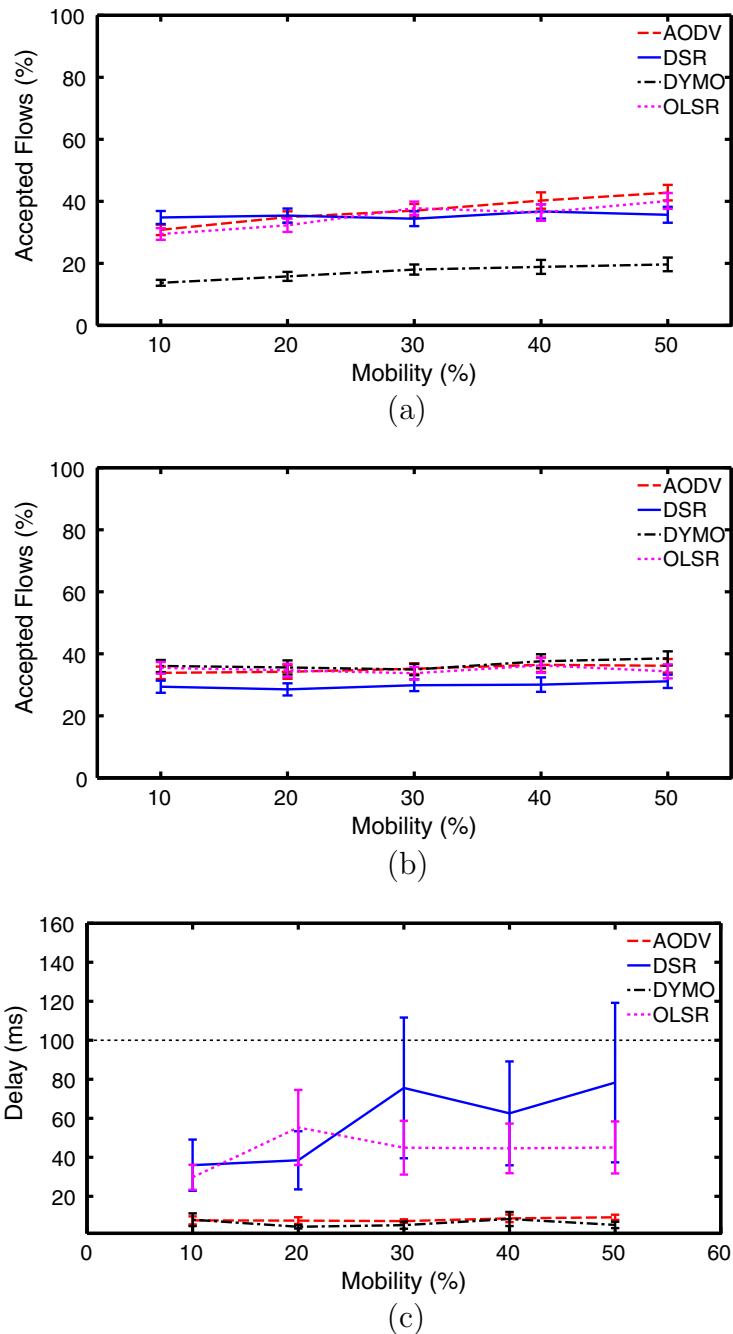 100
80
60
40
20
0
Accepted Flows (%)
AODV
DSR
DYMO
OLSR
10 20 30 40 50
Mobility (%)
(a)
100
80
60
40
20
0
Accepted Flows (%)
AODV
DSR
DYMO
OLSR
10 20 30 40 50
Mobility (%)
(b)
160
140
120
100
80
60
40
20
Delay (ms)
AODV
DSR
DYMO
OLSR
0 10 20 30 40 50 60
Mobility (%)
(c)